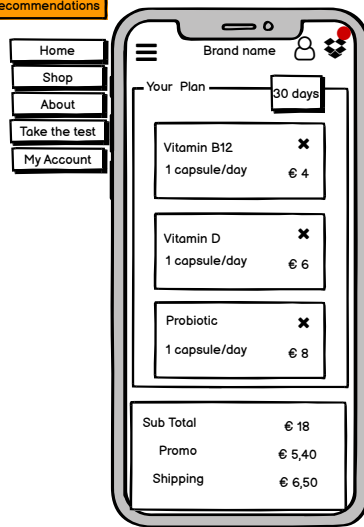 ecommendations
Home
Shop
About
Take the test
My Account
Brand name
Your Plan
30 days
Vitamin B12
1 capsule/day
€ 4
Vitamin D
1 capsule/day
€ 6
Probiotic
1 capsule/day
€ 8
Sub Total € 18
Promo € 5,40
Shipping € 6,50